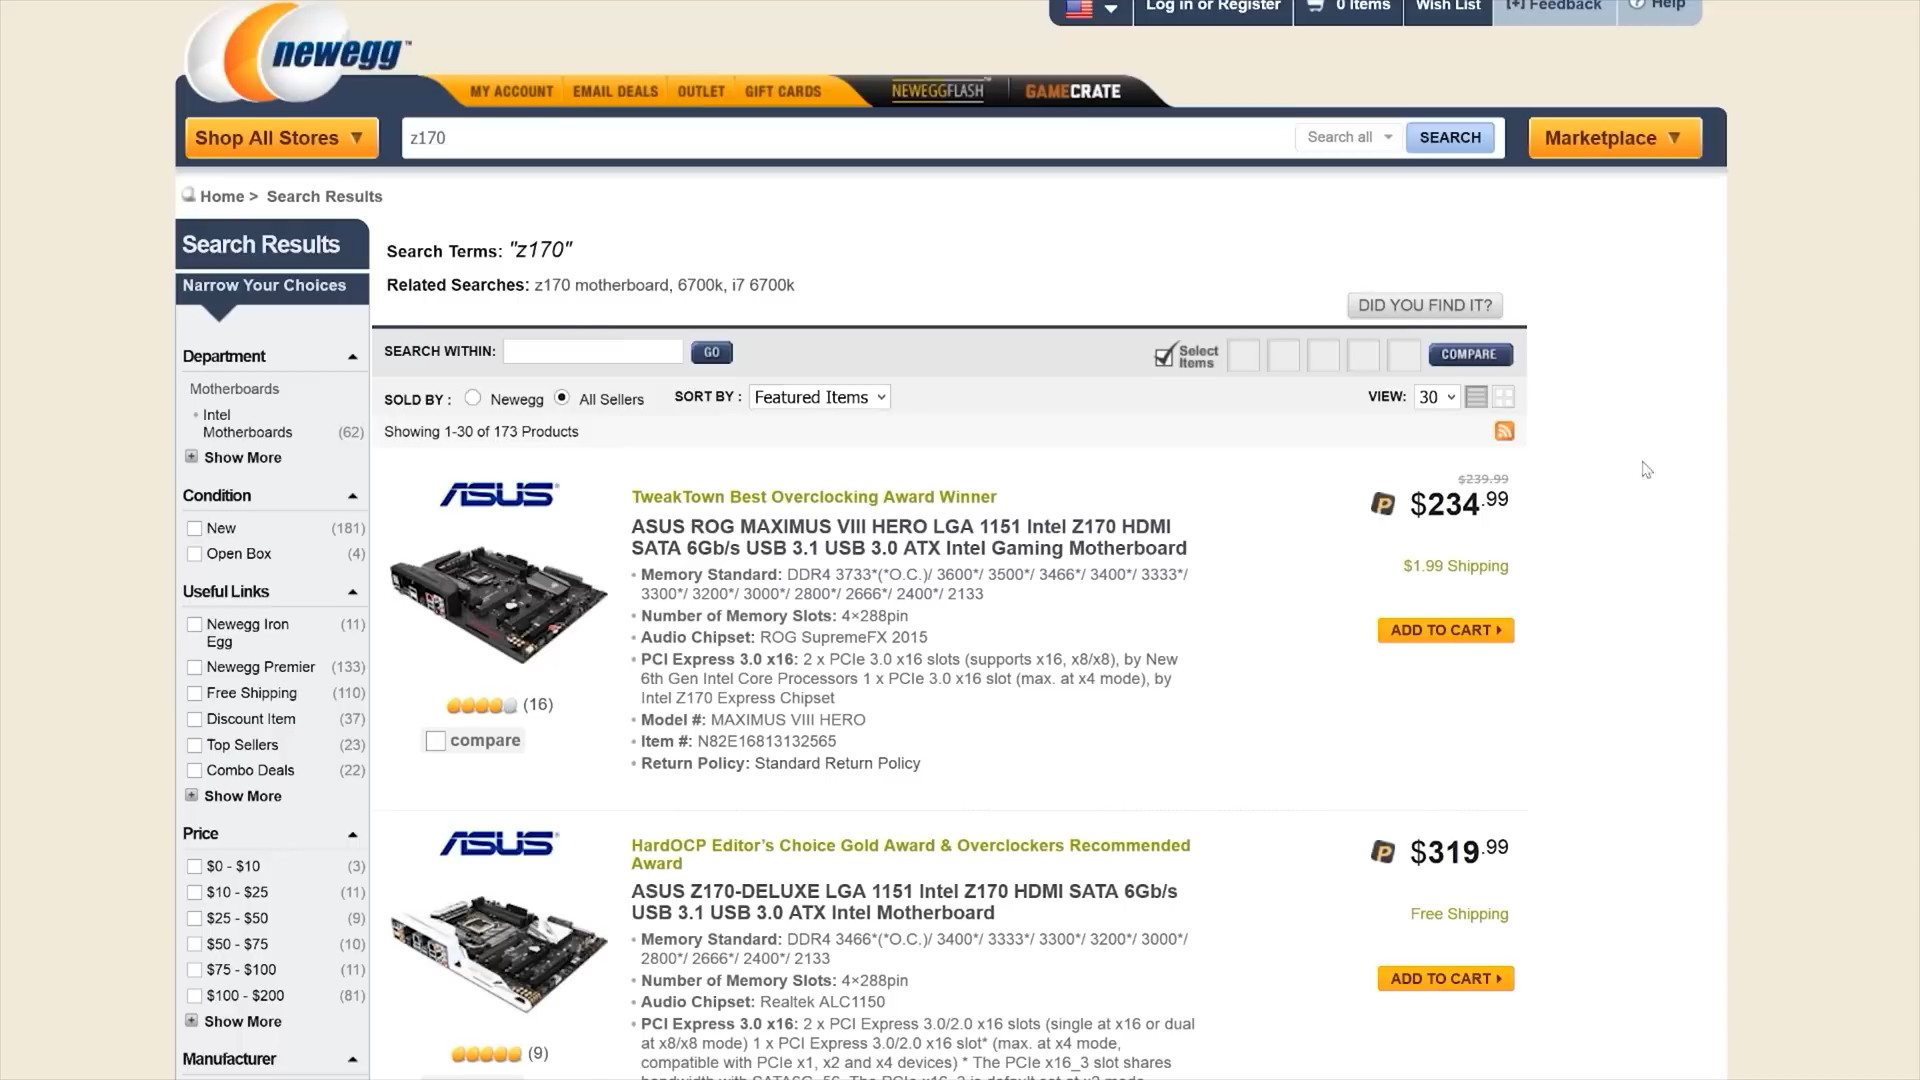 Log in or Register
0 Items
Wish List
[+] Feedback
Help
newegg™
MY ACCOUNT
EMAIL DEALS
OUTLET
GIFT CARDS
NEWEGGFLASH™
GAMECRATE
Shop All Stores ▼
z170
Search all
SEARCH
Marketplace ▼
Home > Search Results
Search Results
Narrow Your Choices
Department
Motherboards
Intel
Motherboards (62)
Show More
Condition
New (181)
Open Box (4)
Useful Links
Newegg Iron (11)
Egg
Newegg Premier (133)
Free Shipping (110)
Discount Item (37)
Top Sellers (23)
Combo Deals (22)
Show More
Price
$0 - $10 (3)
$10 - $25 (11)
$25 - $50 (9)
$50 - $75 (10)
$75 - $100 (11)
$100 - $200 (81)
Show More
Manufacturer
Search Terms: "z170"
Related Searches: z170 motherboard, 6700k, i7 6700k
DID YOU FIND IT?
SEARCH WITHIN:
GO
Select
Items
COMPARE
SOLD BY : Newegg All Sellers
SORT BY : Featured Items
VIEW: 30
Showing 1-30 of 173 Products
ASUS
(16)
compare
TweakTown Best Overclocking Award Winner
ASUS ROG MAXIMUS VIII HERO LGA 1151 Intel Z170 HDMI
SATA 6Gb/s USB 3.1 USB 3.0 ATX Intel Gaming Motherboard
• Memory Standard: DDR4 3733*(*O.C.)/ 3600*/ 3500*/ 3466*/ 3400*/ 3333*/
3300*/ 3200*/ 3000*/ 2800*/ 2666*/ 2400*/ 2133
• Number of Memory Slots: 4×288pin
• Audio Chipset: ROG SupremeFX 2015
• PCI Express 3.0 x16: 2 x PCIe 3.0 x16 slots (supports x16, x8/x8), by New
6th Gen Intel Core Processors 1 x PCIe 3.0 x16 slot (max. at x4 mode), by
Intel Z170 Express Chipset
• Model #: MAXIMUS VIII HERO
• Item #: N82E16813132565
• Return Policy: Standard Return Policy
$239.99
P $234.99
$1.99 Shipping
ADD TO CART
ASUS
(9)
HardOCP Editor's Choice Gold Award & Overclockers Recommended
Award
ASUS Z170-DELUXE LGA 1151 Intel Z170 HDMI SATA 6Gb/s
USB 3.1 USB 3.0 ATX Intel Motherboard
• Memory Standard: DDR4 3466*(*O.C.)/ 3400*/ 3333*/ 3300*/ 3200*/ 3000*/
2800*/ 2666*/ 2400*/ 2133
• Number of Memory Slots: 4×288pin
• Audio Chipset: Realtek ALC1150
• PCI Express 3.0 x16: 2 x PCI Express 3.0/2.0 x16 slots (single at x16 or dual
at x8/x8 mode) 1 x PCI Express 3.0/2.0 x16 slot* (max. at x4 mode,
compatible with PCIe x1, x2 and x4 devices) * The PCIe x16_3 slot shares
P $319.99
Free Shipping
ADD TO CART